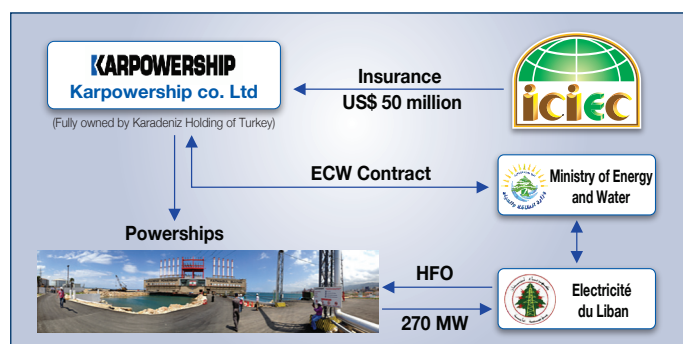 KARPOWERSHIP
Karpowership co. Ltd
(Fully owned by Karadeniz Holding of Turkey)
Insurance
US$ 50 million
iCiEC
ECW Contract
Ministry of Energy
and Water
Powerships
HFO
270 MW
Electricité
du Liban